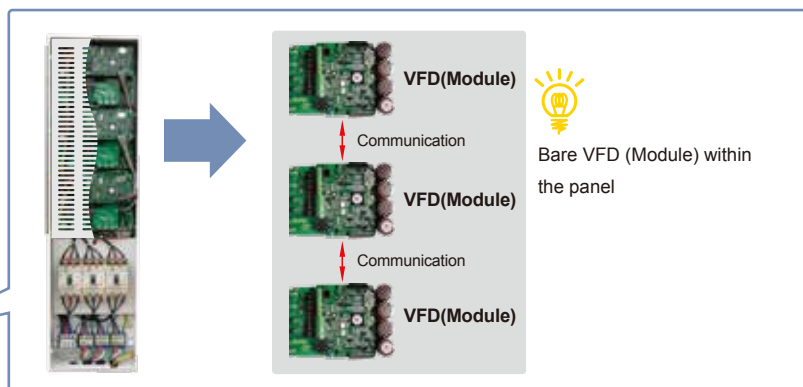 VFD(Module)
Communication
VFD(Module)
Communication
VFD(Module)
Bare VFD (Module) within
the panel